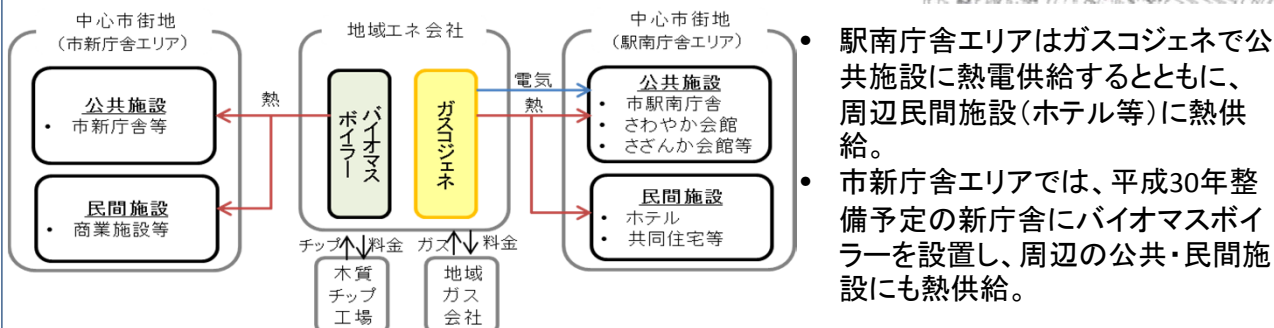 中心市街地
（市新庁舎エリア）
公共施設
• 市新庁舎等
民間施設
• 商業施設等
熱
地域エネ会社
バイオマス
ボイラー
ガスコジェネ
チップ
料金
ガス
料金
木質
チップ
工場
地域
ガス
会社
電気
熱
中心市街地
（駅南庁舎エリア）
公共施設
• 市駅南庁舎
• さわやか会館
• さざんか会館等
民間施設
• ホテル
• 共同住宅等
• 駅南庁舎エリアはガスコジェネで公
共施設に熱電供給するとともに、
周辺民間施設（ホテル等）に熱供
給。
• 市新庁舎エリアでは、平成30年整
備予定の新庁舎にバイオマスボイ
ラーを設置し、周辺の公共・民間施
設にも熱供給。